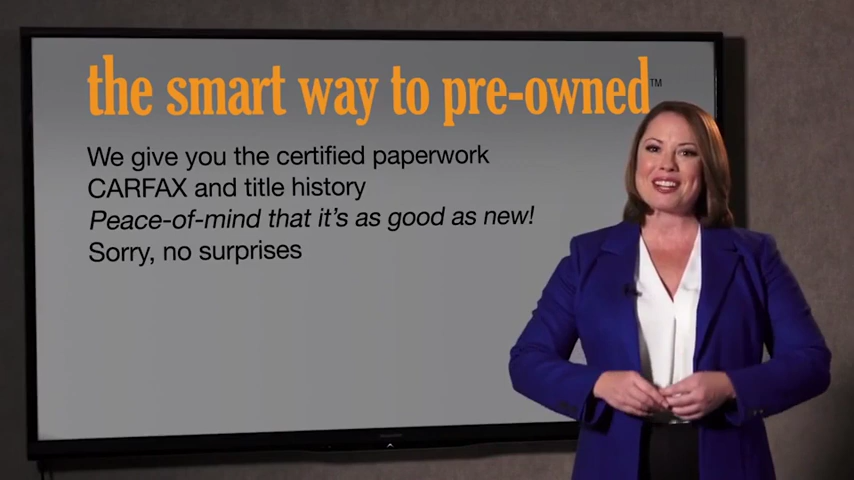 the smart way to pre-owned™
We give you the certified paperwork
CARFAX and title history
Peace-of-mind that it's as good as new!
Sorry, no surprises